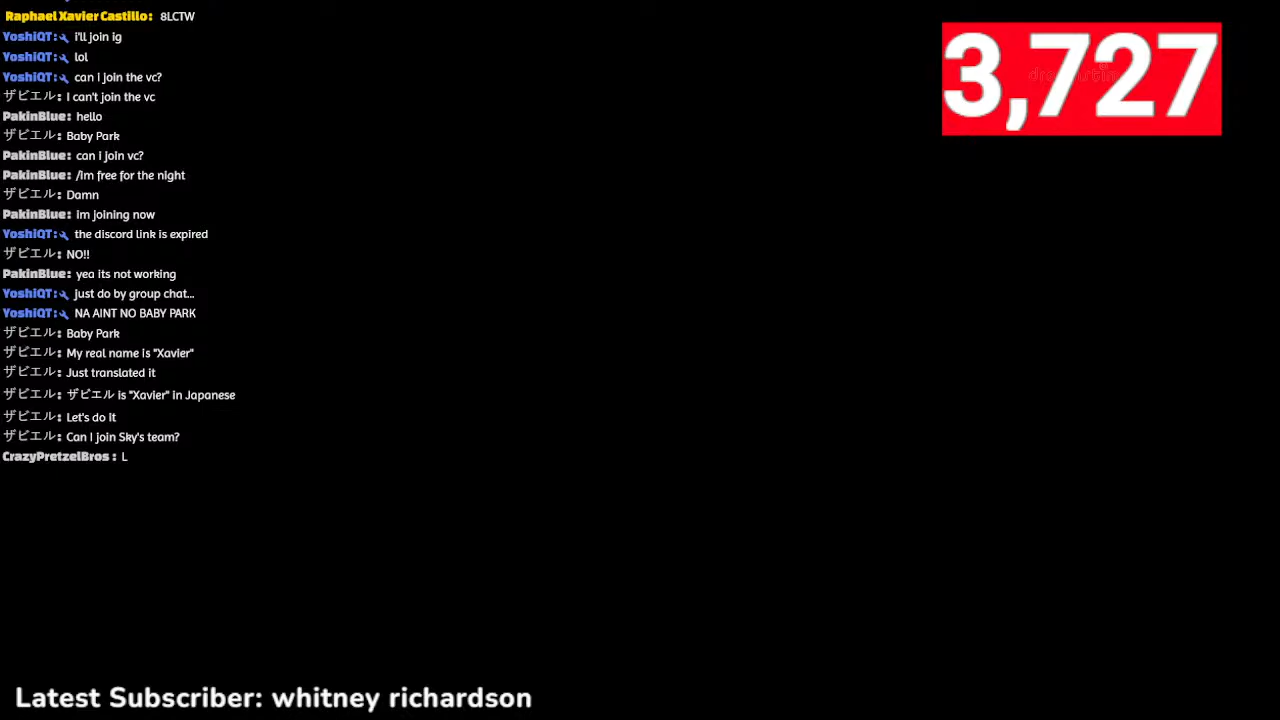 Raphael Xavier Castillo: 8LCTW
3,727
YoshiQT: i'll join ig
YoshiQT: lol
YoshiQT: can i join the vc?
ザビエル: I can't join the vc
PakinBlue: hello
ザビエル: Baby Park
PakinBlue: can i join vc?
PakinBlue: /im free for the night
ザビエル: Damn
PakinBlue: im joining now
YoshiQT: the discord link is expired
ザビエル: NO!!
PakinBlue: yea its not working
YoshiQT: just do by group chat...
YoshiQT: NA AINT NO BABY PARK
ザビエル: Baby Park
ザビエル: My real name is "Xavier"
ザビエル: Just translated it
ザビエル: ザビエル is "Xavier" in Japanese
ザビエル: Let's do it
ザビエル: Can I join Sky's team?
CrazyPretzelBros : L
Latest Subscriber: whitney richardson